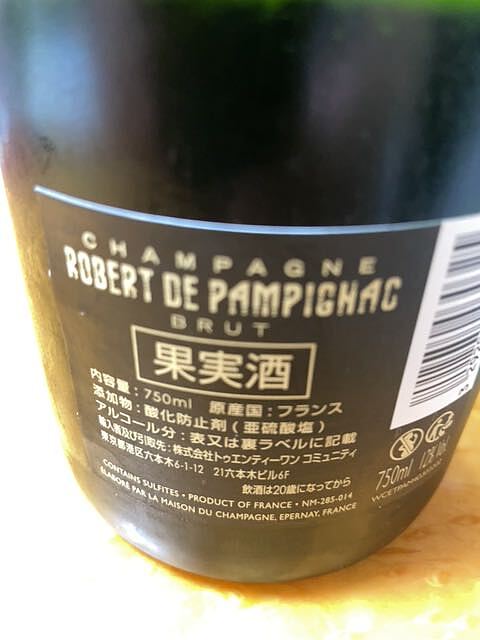 CHAMPAGNE
ROBERT DE PAMPIGNAC
BRUT
果実酒
内容量：750ml 原産国：フランス
添加物：酸化防止剤（亜硫酸塩）
アルコール分：表又は裏ラベルに記載
輸入者及び引取先：株式会社トゥエンティーワン コミュニティ
東京都港区六本木6-1-12 21六本木ビル6F
飲酒は20歳になってから
CONTAINS SULFITES • PRODUCT OF FRANCE • NM-285-014
ELABORÉ PAR LA MAISON DU CHAMPAGNE, EPERNAY, FRANCE
750ml 12% Vol.